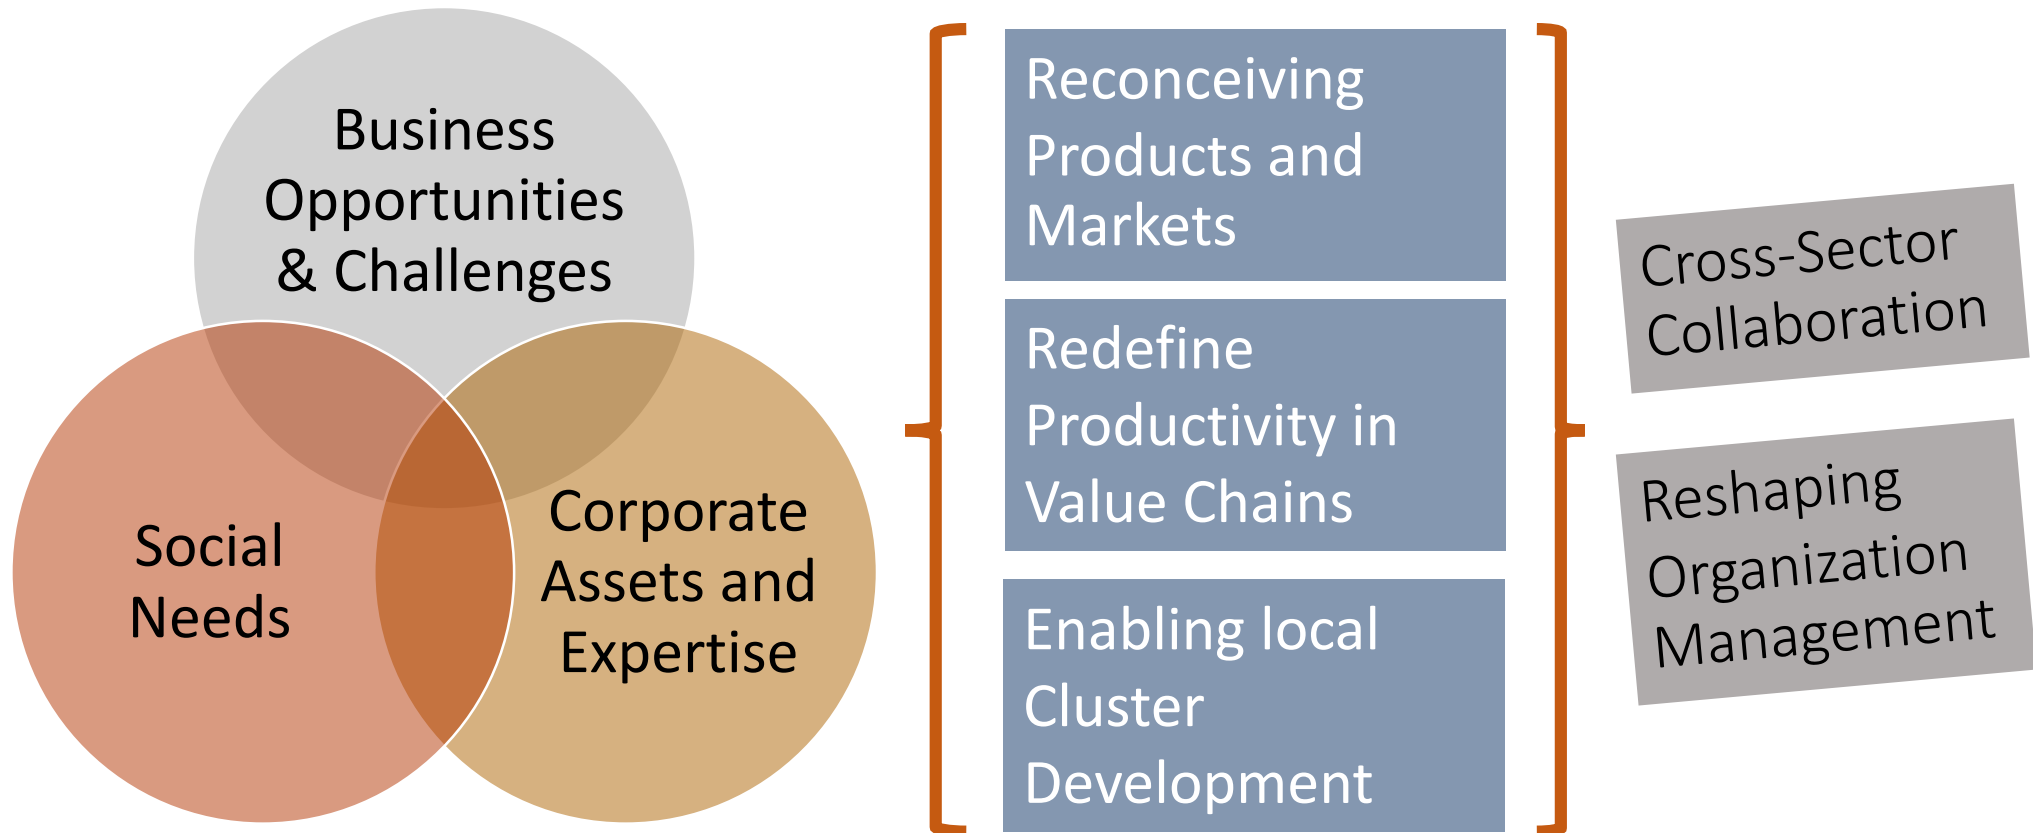 Business
Opportunities
& Challenges
Social
Needs
Corporate
Assets and
Expertise
Reconceiving
Products and
Markets
Redefine
Productivity in
Value Chains
Enabling local
Cluster
Development
Cross-Sector
Collaboration
Reshaping
Organization
Management